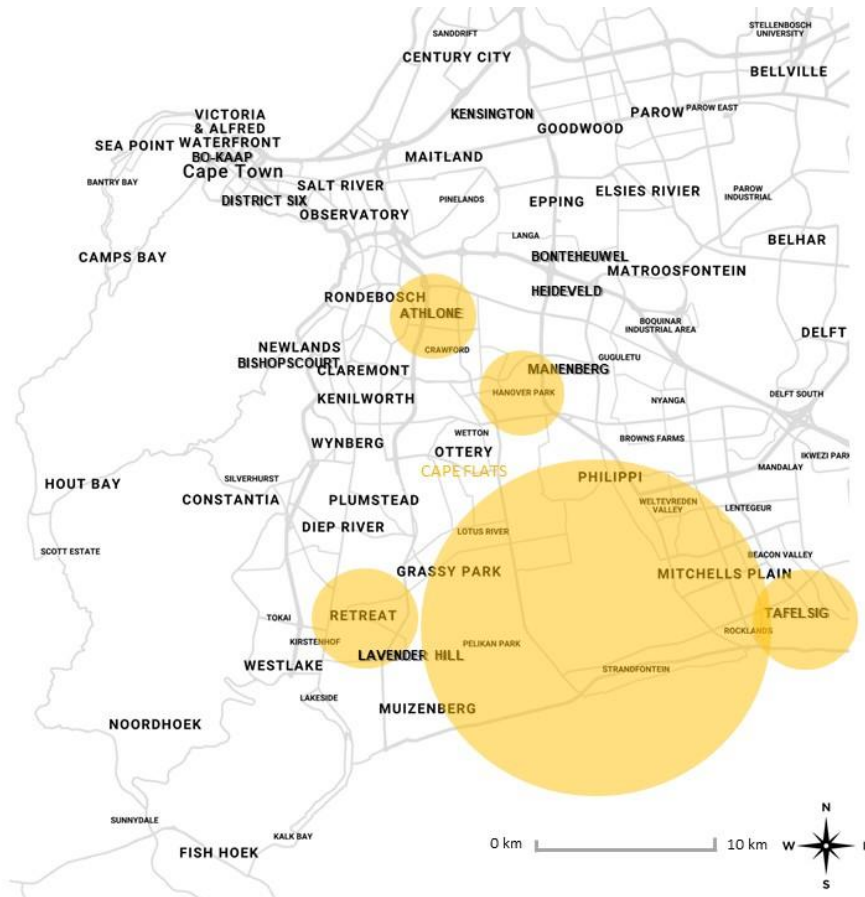 SANDDRIFT
STELLENBOSCH
UNIVERSITY
CENTURY CITY
BELLVILLE
VICTORIA
& ALFRED
WATERFRONT
KENSINGTON
PAROW
PAROW EAST
GOODWOOD
SEA POINT
BO-KAAP
MAITLAND
Cape Town
BANTRY BAY
SALT RIVER
DISTRICT SIX
PINELANDS
EPPING
ELSIES RIVIER
PAROW
INDUSTRIAL
OBSERVATORY
LANGA
BELHAR
CAMPS BAY
BONTEHEUWEL
MATROOSFONTEIN
RONDEBOSCH
HEIDEVELD
ATHLONE
BOQUINAR
INDUSTRIAL AREA
DELFT
NEWLANDS
BISHOPSCOURT
CRAWFORD
GUGULETU
CLAREMONT
MANENBERG
KENILWORTH
HANOVER PARK
NYANGA
DELFT SOUTH
WYNBERG
WETTON
BROWNS FARMS
OTTERY
IKWEZI PARK
CAPE FLATS
MANDALAY
HOUT BAY
SILVERHURST
PHILIPPI
CONSTANTIA
PLUMSTEAD
WELTEVREDEN
VALLEY
LENTEGEUR
DIEP RIVER
LOTUS RIVER
SCOTT ESTATE
BEACON VALLEY
GRASSY PARK
MITCHELLS PLAIN
TOKAI
RETREAT
TAFELSIG
ROCKLANDS
KIRSTENHOF
PELIKAN PARK
LAVENDER HILL
WESTLAKE
STRANDFONTEIN
LAKESIDE
MUIZENBERG
NOORDHOEK
SUNNYDALE
KALK BAY
FISH HOEK
0 km
10 km
N
W
S